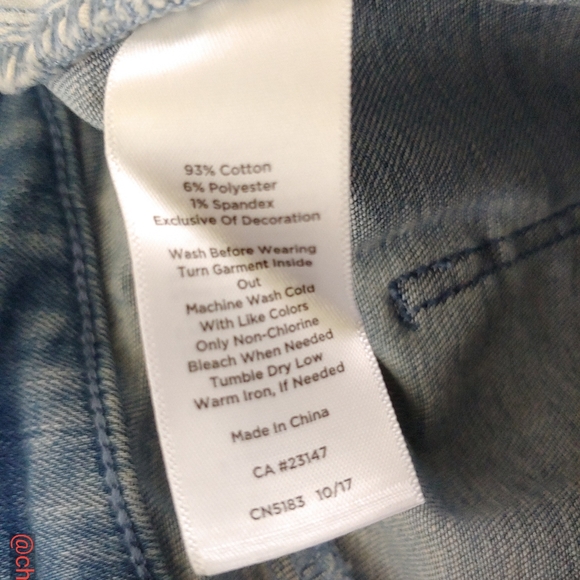 93% Cotton
6% Polyester
1% Spandex
Exclusive Of Decoration
Wash Before Wearing
Turn Garment Inside
Out
Machine Wash Cold
With Like Colors
Only Non-Chlorine
Bleach When Needed
Tumble Dry Low
Warm Iron, If Needed
Made In China
CA #23147
CN5183 10/17
@ch